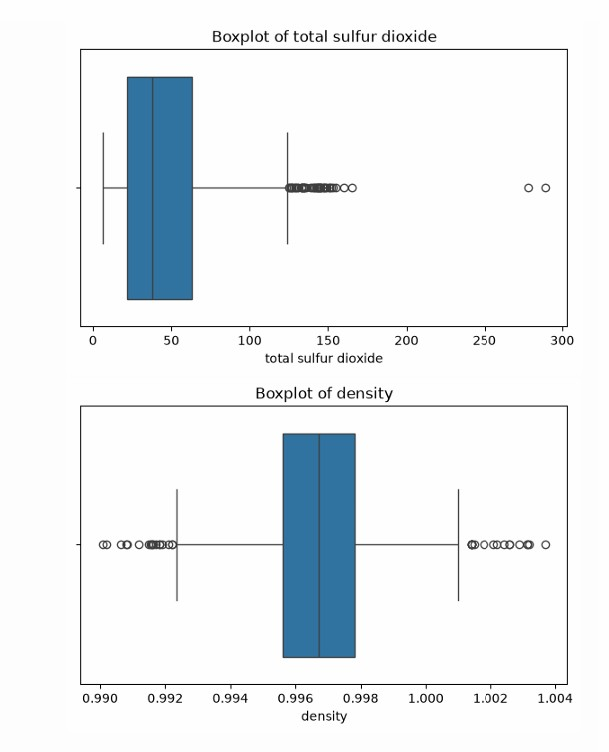 Boxplot of total sulfur dioxide
0 50 100 150 200 250 300
total sulfur dioxide
Boxplot of density
0.990 0.992 0.994 0.996 0.998 1.000 1.002 1.004
density